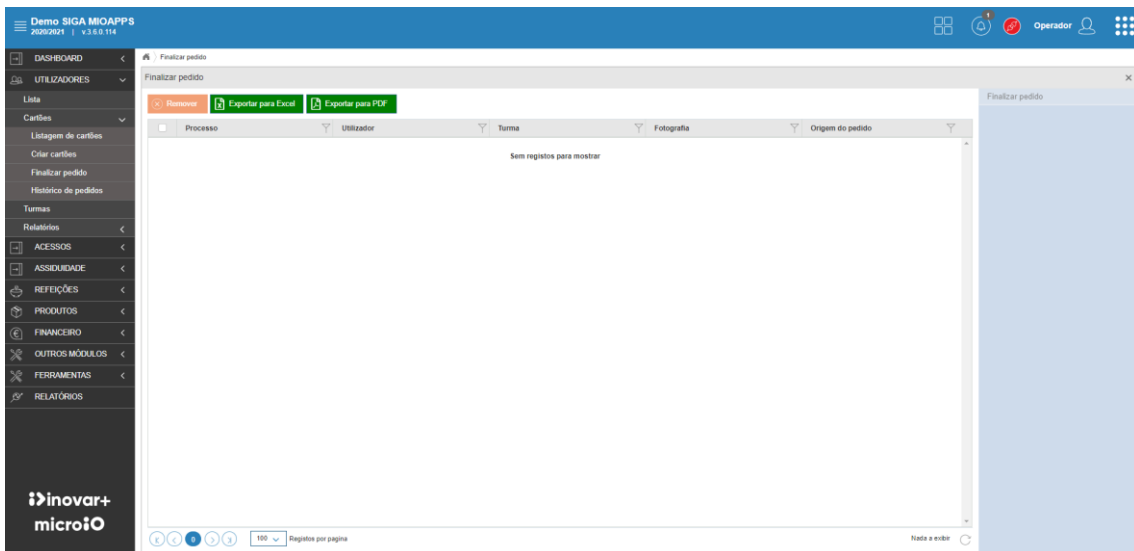 Demo SIGA MIOAPPS
2020/2021 | v.3.6.0.114
1
Operador
DASHBOARD
UTILIZADORES
Lista
Cartões
Listagem de cartões
Criar cartões
Finalizar pedido
Histórico de pedidos
Turmas
Relatórios
ACESSOS
ASSIDUIDADE
REFEIÇÕES
PRODUTOS
FINANCEIRO
OUTROS MÓDULOS
FERRAMENTAS
RELATÓRIOS
inovar+
microiO
Finalizar pedido
Finalizar pedido
Remover Exportar para Excel Exportar para PDF
Processo Utilizador Turma Fotografia Origem do pedido
Sem registos para mostrar
0 100 Registos por pagina Nada a exibir
Finalizar pedido